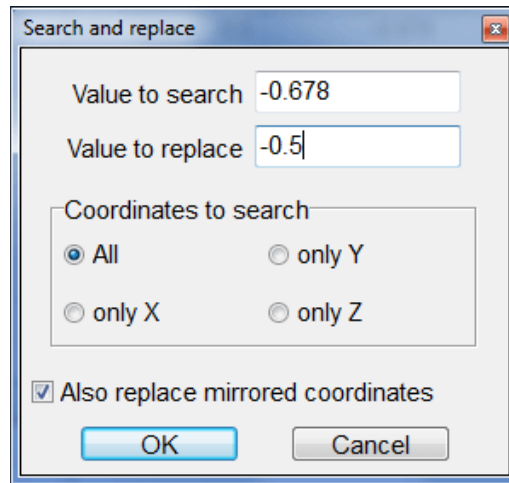 Search and replace
Value to search -0.678
Value to replace -0.5
Coordinates to search
All only Y
only X only Z
Also replace mirrored coordinates
OK Cancel